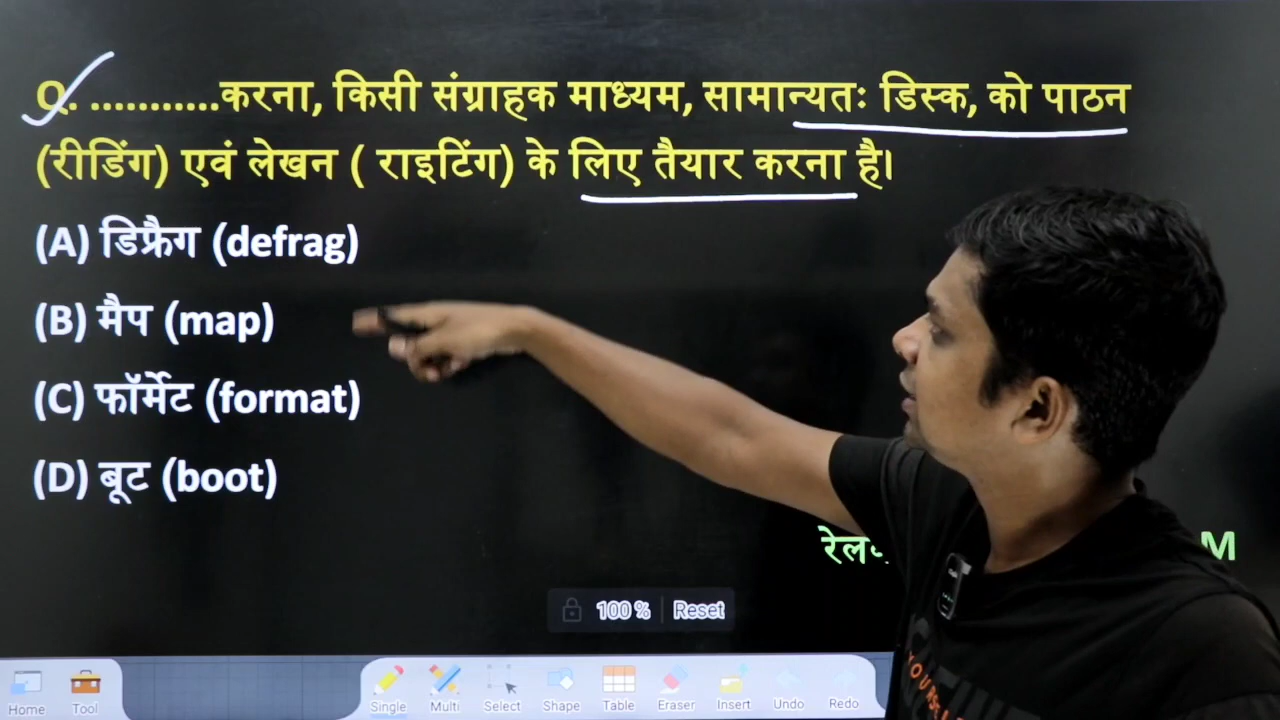 Q. ...........करना, किसी संग्राहक माध्यम, सामान्यतः डिस्क, को पाठन
(रीडिंग) एवं लेखन ( राइटिंग) के लिए तैयार करना है।
(A) डिफ्रैग (defrag)
(B) मैप (map)
(C) फॉर्मेट (format)
(D) बूट (boot)
M
100 % Reset
Home Tool Single Multi Select Shape Table Eraser Insert Undo Redo